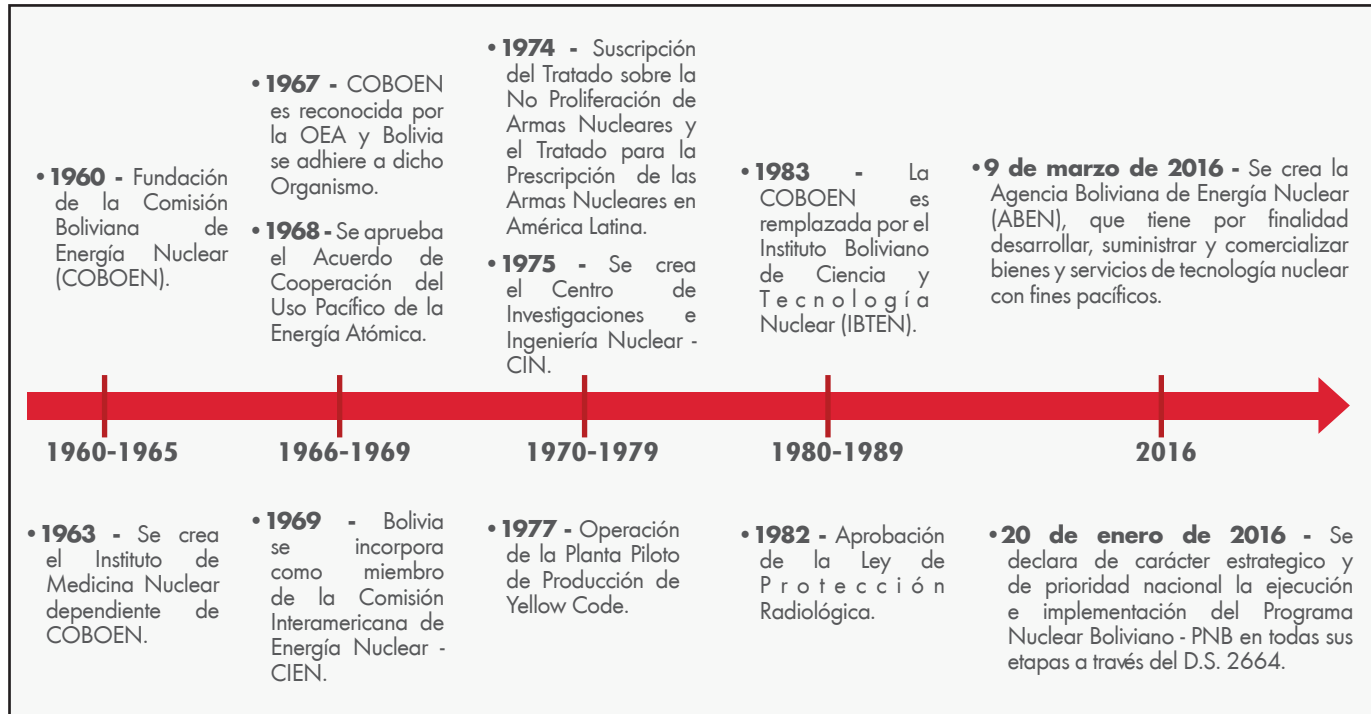 • 1960 - Fundación
de la Comisión
Boliviana de
Energía Nuclear
(COBOEN).
• 1967 - COBOEN
es reconocida por
la OEA y Bolivia
se adhiere a dicho
Organismo.
• 1968 - Se aprueba
el Acuerdo de
Cooperación del
Uso Pacífico de la
Energía Atómica.
• 1974 - Suscripción
del Tratado sobre la
No Proliferación de
Armas Nucleares y
el Tratado para la
Prescripción de las
Armas Nucleares en
América Latina.
• 1975 - Se crea
el Centro de
Investigaciones e
Ingeniería Nuclear -
CIN.
• 1983 - La
COBOEN es
remplazada por el
Instituto Boliviano
de Ciencia y
Tecnología
Nuclear (IBTEN).
• 9 de marzo de 2016 - Se crea la
Agencia Boliviana de Energía Nuclear
(ABEN), que tiene por finalidad
desarrollar, suministrar y comercializar
bienes y servicios de tecnología nuclear
con fines pacíficos.
1960-1965
1966-1969
1970-1979
1980-1989
2016
• 1963 - Se crea
el Instituto de
Medicina Nuclear
dependiente de
COBOEN.
• 1969 - Bolivia
se incorpora
como miembro
de la Comisión
Interamericana de
Energía Nuclear -
CIEN.
• 1977 - Operación
de la Planta Piloto
de Producción de
Yellow Code.
• 1982 - Aprobación
de la Ley de
Protección
Radiológica.
• 20 de enero de 2016 - Se
declara de carácter estrategico y
de prioridad nacional la ejecución
e implementación del Programa
Nuclear Boliviano - PNB en todas sus
etapas a través del D.S. 2664.